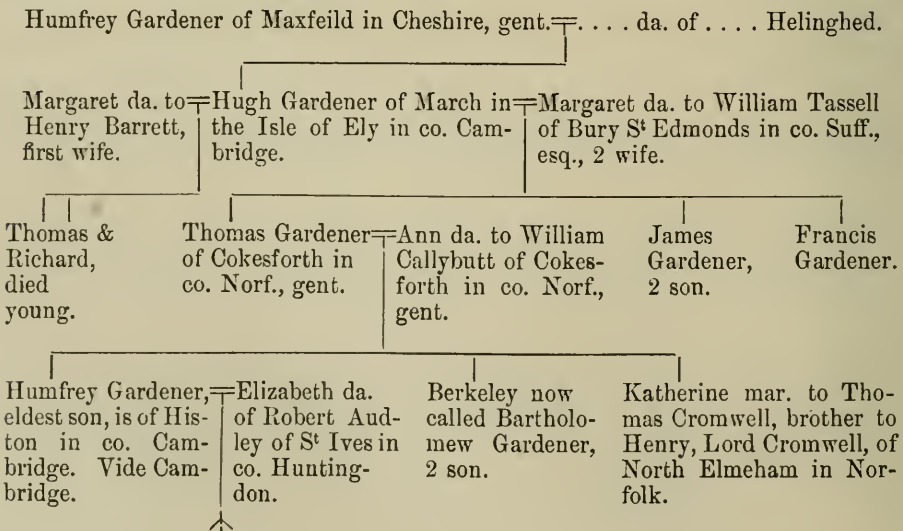 Humfrey Gardener of Maxfeild in Cheshire, gent.=. . . . da. of . . . . Helinghed.
Margaret da. to
Henry Barrett,
first wife.
Hugh Gardener of March in
the Isle of Ely in co. Cam-
bridge.
Margaret da. to William Tassell
of Bury St Edmonds in co. Suff.,
esq., 2 wife.
Thomas &
Richard,
died
young.
Thomas Gardener
of Cokesforth in
co. Norf., gent.
Ann da. to William
Callybutt of Cokes-
forth in co. Norf.,
gent.
James
Gardener,
2 son.
Francis
Gardener.
Humfrey Gardener,
eldest son, is of His-
ton in co. Cam-
bridge. Vide Cam-
bridge.
Elizabeth da.
of Robert Aud-
ley of St Ives in
co. Hunting-
don.
Berkeley now
called Bartholo-
mew Gardener,
2 son.
Katherine mar. to Tho-
mas Cromwell, brother to
Henry, Lord Cromwell, of
North Elmeham in Nor-
folk.